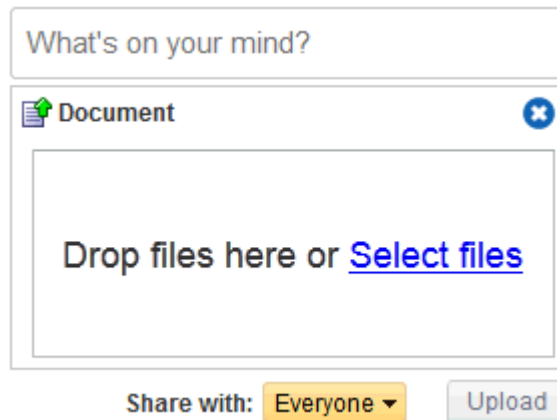 What's on your mind?
Document
Drop files here or Select files
Share with: Everyone Upload